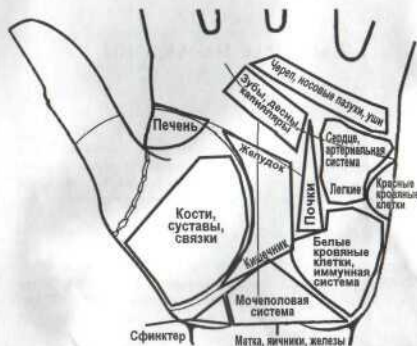 Череп, носовые пазухи, уши
Зубы, десны,
капилляры
Печень
Сердце,
артериальная
система
Желудок
Легкие
Красные
кровяные
клетки
Почки
Кости,
суставы,
связки
Кишечник
Белые
кровяные
клетки,
иммунная
система
Мочеполовая
система
Сфинктер
Матка, яичники, железы